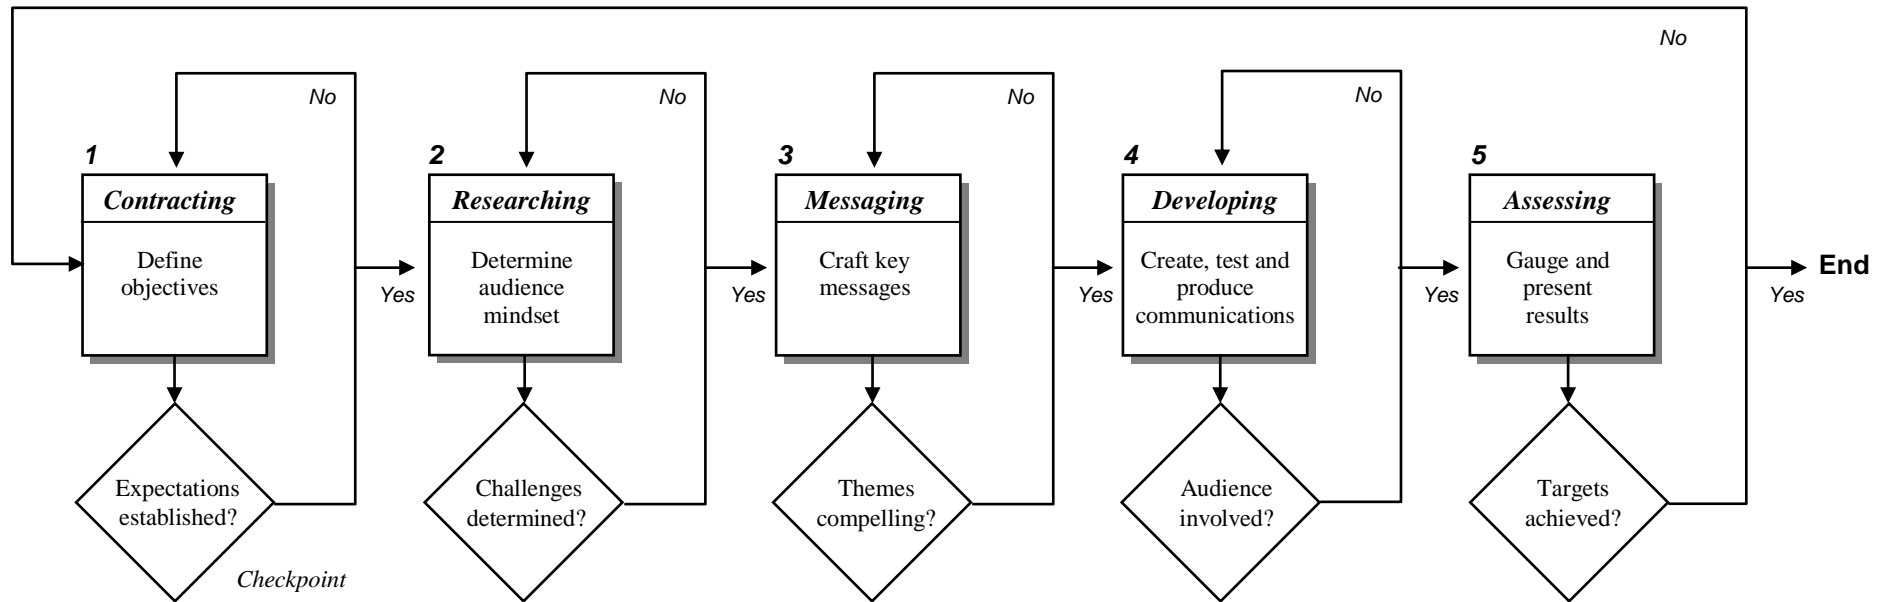 No
No
No
No
No
1
Contracting
Define
objectives
Yes
Expectations
established?
Checkpoint
2
Researching
Determine
audience
mindset
Yes
Challenges
determined?
3
Messaging
Craft key
messages
Yes
Themes
compelling?
4
Developing
Create, test and
produce
communications
Yes
Audience
involved?
5
Assessing
Gauge and
present
results
Yes
End
Targets
achieved?